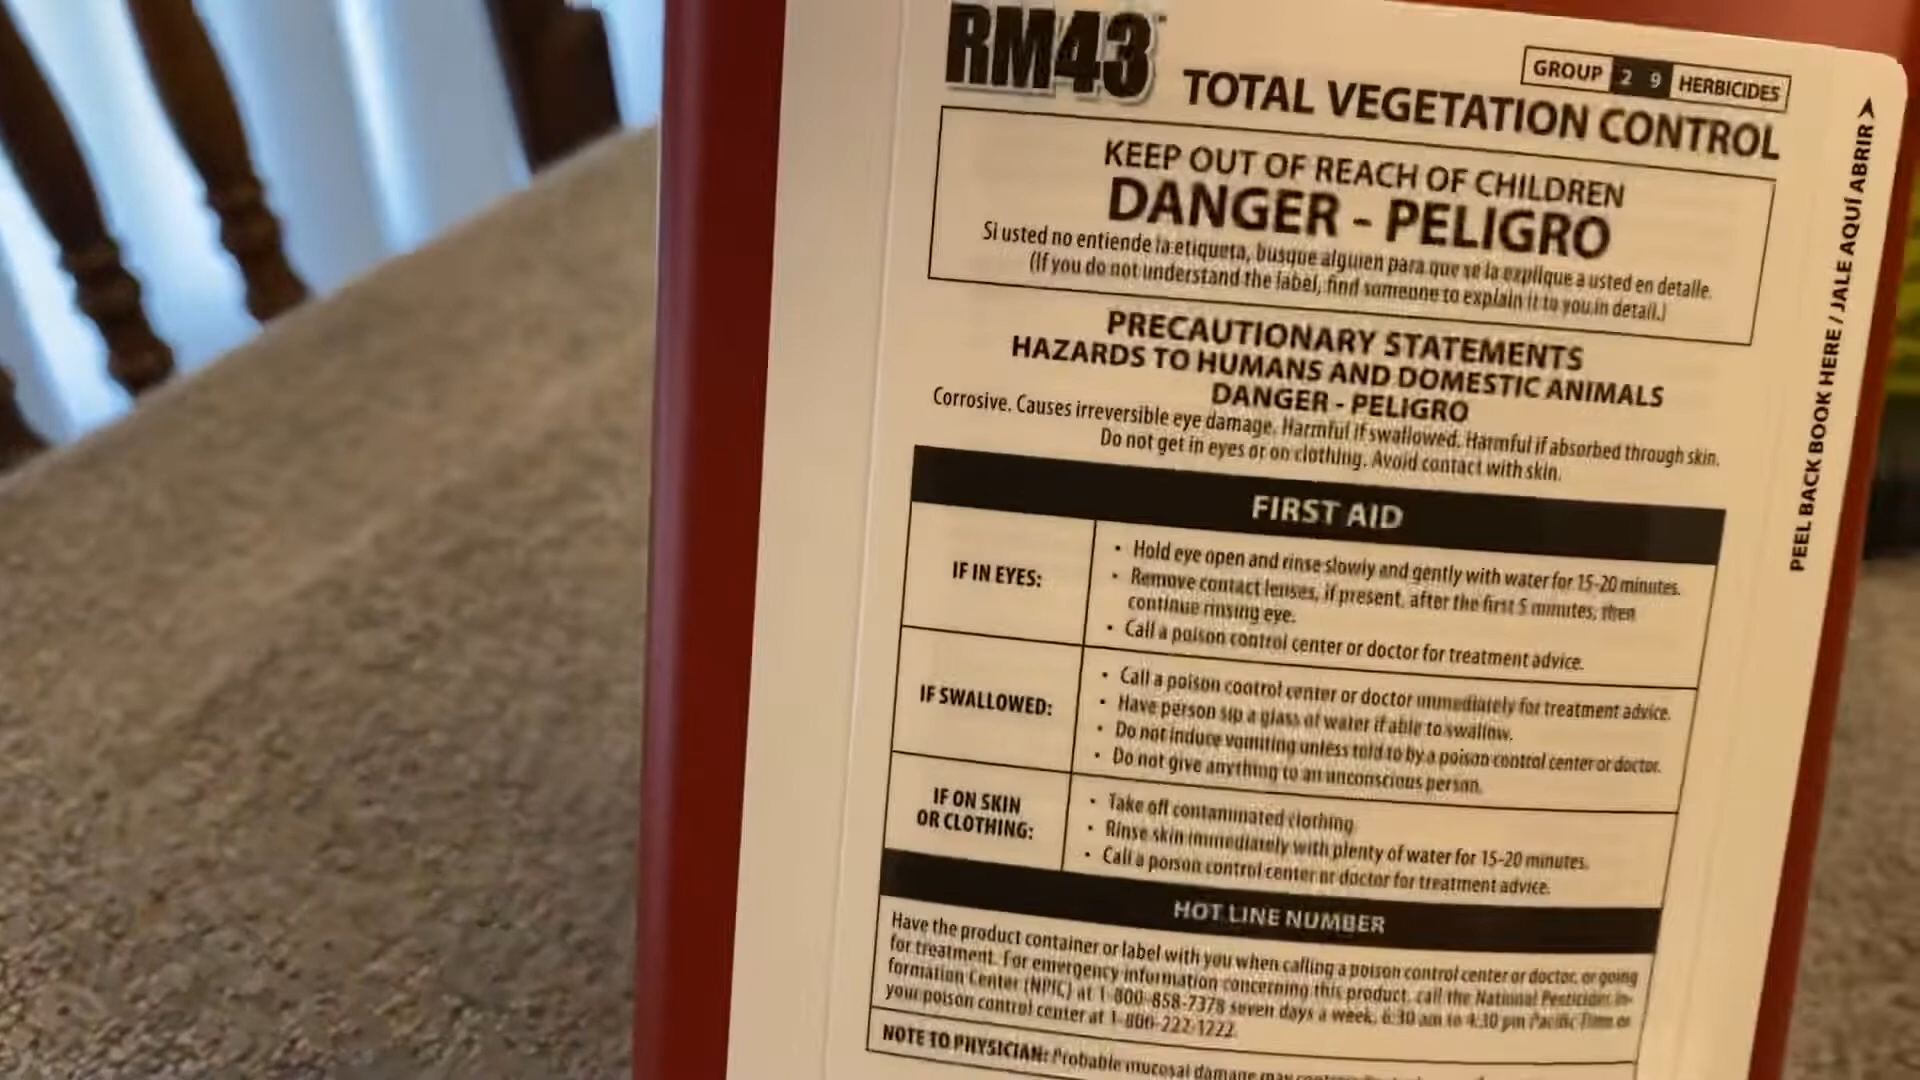 RM43™
GROUP 2 9 HERBICIDES
TOTAL VEGETATION CONTROL
KEEP OUT OF REACH OF CHILDREN
DANGER - PELIGRO
Si usted no entiende la etiqueta, busque alguien para que se la explique a usted en detalle.
(If you do not understand the label, find someone to explain it to you in detail.)
PRECAUTIONARY STATEMENTS
HAZARDS TO HUMANS AND DOMESTIC ANIMALS
DANGER - PELIGRO
Corrosive. Causes irreversible eye damage. Harmful if swallowed. Harmful if absorbed through skin.
Do not get in eyes or on clothing. Avoid contact with skin.
FIRST AID
IF IN EYES:
• Hold eye open and rinse slowly and gently with water for 15-20 minutes.
• Remove contact lenses, if present, after the first 5 minutes, then
continue rinsing eye.
• Call a poison control center or doctor for treatment advice.
IF SWALLOWED:
• Call a poison control center or doctor immediately for treatment advice.
• Have person sip a glass of water if able to swallow.
• Do not induce vomiting unless told to by a poison control center or doctor.
• Do not give anything to an unconscious person.
IF ON SKIN
OR CLOTHING:
• Take off contaminated clothing.
• Rinse skin immediately with plenty of water for 15-20 minutes.
• Call a poison control center or doctor for treatment advice.
HOT LINE NUMBER
Have the product container or label with you when calling a poison control center or doctor, or going
for treatment. For emergency information concerning this product, call the National Pesticides In-
formation Center (NPIC) at 1-800-858-7378 seven days a week, 6:30 am to 4:30 pm Pacific Time or
your poison control center at 1-800-222-1222.
NOTE TO PHYSICIAN: Probable mucosal damage may
PEEL BACK BOOK HERE / JALE AQUÍ ABRIR